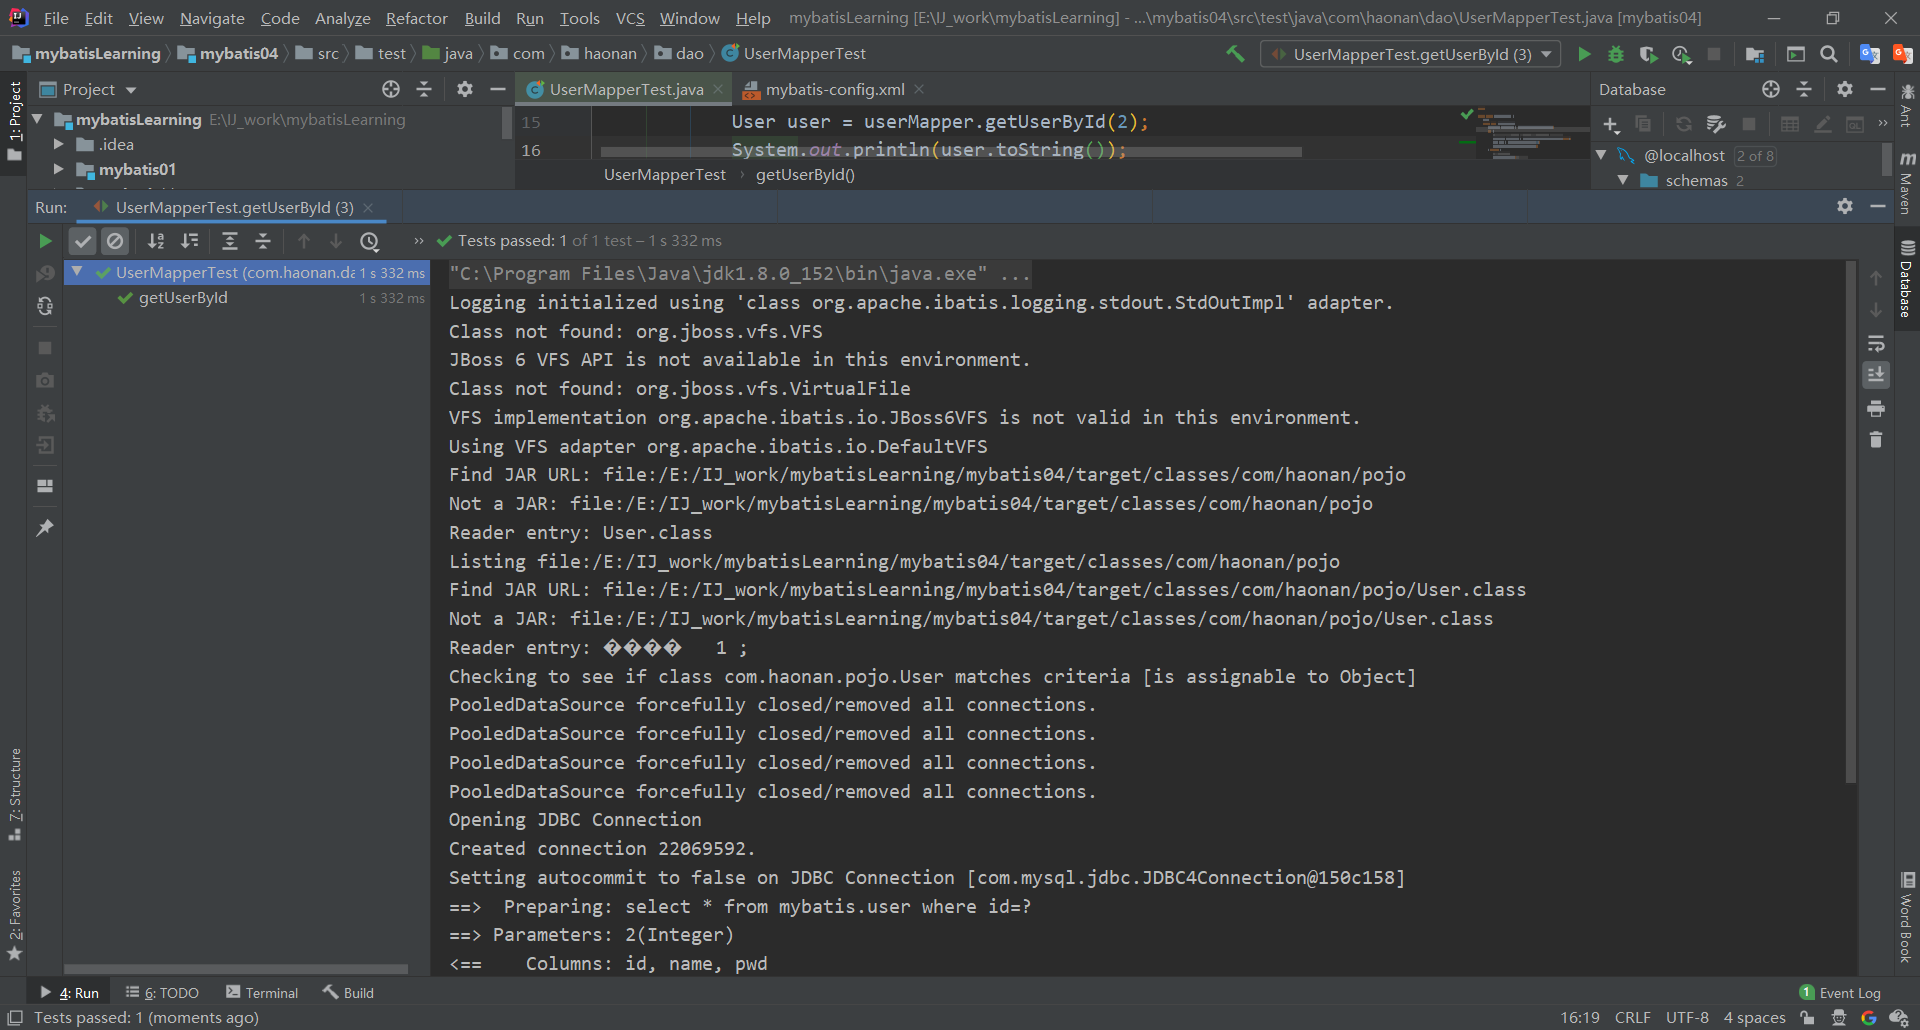 File Edit View Navigate Code Analyze Refactor Build Run Tools VCS Window Help mybatisLearning [E:\IJ_work\mybatisLearning] - ...\mybatis04\src\test\java\com\haonan\dao\UserMapperTest.java [mybatis04]
mybatisLearning mybatis04 src test java com haonan dao UserMapperTest UserMapperTest.getUserById (3)
Project UserMapperTest.java mybatis-config.xml Database
mybatisLearning E:\IJ_work\mybatisLearning
.idea
mybatis01
15 User user = userMapper.getUserById(2);
16 System.out.println(user.toString());
UserMapperTest › getUserById()
@localhost 2 of 8
schemas 2
1: Project
Ant
Maven
Database
Run: UserMapperTest.getUserById (3)
Tests passed: 1 of 1 test – 1 s 332 ms
UserMapperTest (com.haonan.da 1 s 332 ms
getUserById 1 s 332 ms
"C:\Program Files\Java\jdk1.8.0_152\bin\java.exe" ...
Logging initialized using 'class org.apache.ibatis.logging.stdout.StdOutImpl' adapter.
Class not found: org.jboss.vfs.VFS
JBoss 6 VFS API is not available in this environment.
Class not found: org.jboss.vfs.VirtualFile
VFS implementation org.apache.ibatis.io.JBoss6VFS is not valid in this environment.
Using VFS adapter org.apache.ibatis.io.DefaultVFS
Find JAR URL: file:/E:/IJ_work/mybatisLearning/mybatis04/target/classes/com/haonan/pojo
Not a JAR: file:/E:/IJ_work/mybatisLearning/mybatis04/target/classes/com/haonan/pojo
Reader entry: User.class
Listing file:/E:/IJ_work/mybatisLearning/mybatis04/target/classes/com/haonan/pojo
Find JAR URL: file:/E:/IJ_work/mybatisLearning/mybatis04/target/classes/com/haonan/pojo/User.class
Not a JAR: file:/E:/IJ_work/mybatisLearning/mybatis04/target/classes/com/haonan/pojo/User.class
Reader entry: ���� 1 ;
Checking to see if class com.haonan.pojo.User matches criteria [is assignable to Object]
PooledDataSource forcefully closed/removed all connections.
PooledDataSource forcefully closed/removed all connections.
PooledDataSource forcefully closed/removed all connections.
PooledDataSource forcefully closed/removed all connections.
Opening JDBC Connection
Created connection 22069592.
Setting autocommit to false on JDBC Connection [com.mysql.jdbc.JDBC4Connection@150c158]
==>  Preparing: select * from mybatis.user where id=?
==> Parameters: 2(Integer)
<==    Columns: id, name, pwd
7: Structure
2: Favorites
Word Book
4: Run 6: TODO Terminal Build 1 Event Log
Tests passed: 1 (moments ago) 16:19 CRLF UTF-8 4 spaces